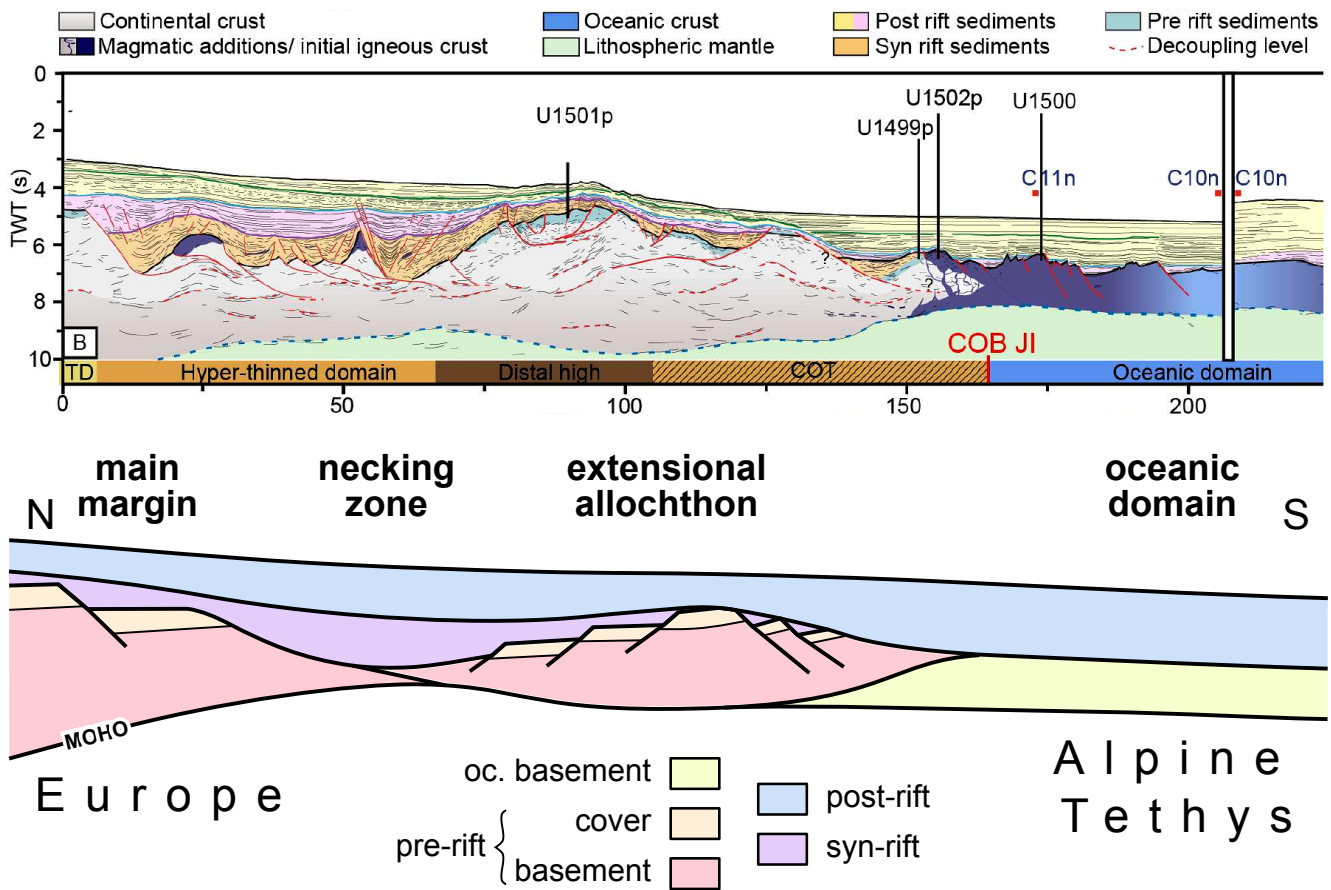 Continental crust
Oceanic crust
Post rift sediments
Pre rift sediments
Magmatic additions/ initial igneous crust
Lithospheric mantle
Syn rift sediments
Decoupling level
TWT (s)
0
2
4
6
8
10
U1501p
U1502p
U1500
U1499p
C11n
C10n
C10n
?
?
B
COB JI
TD
Hyper-thinned domain
Distal high
COT
Oceanic domain
0
50
100
150
200
main
margin
necking
zone
extensional
allochthon
oceanic
domain
N
S
MOHO
Europe
Alpine
Tethys
oc. basement
pre-rift
cover
basement
post-rift
syn-rift